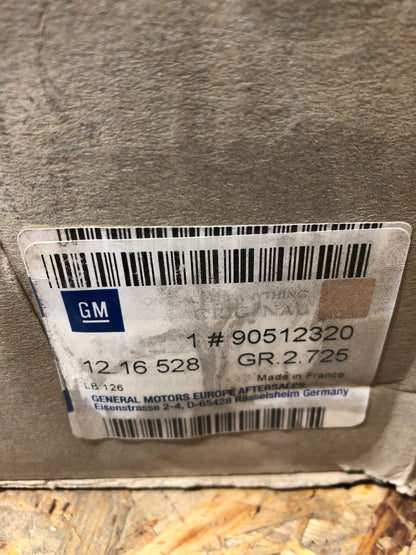 GM
ORIGINAL
1 # 90512320
12 16 528 GR.2.725
LB 126 Made in France
GENERAL MOTORS EUROPE AFTERSALES
Eisenstrasse 2-4, D-65428 Rüsselsheim Germany